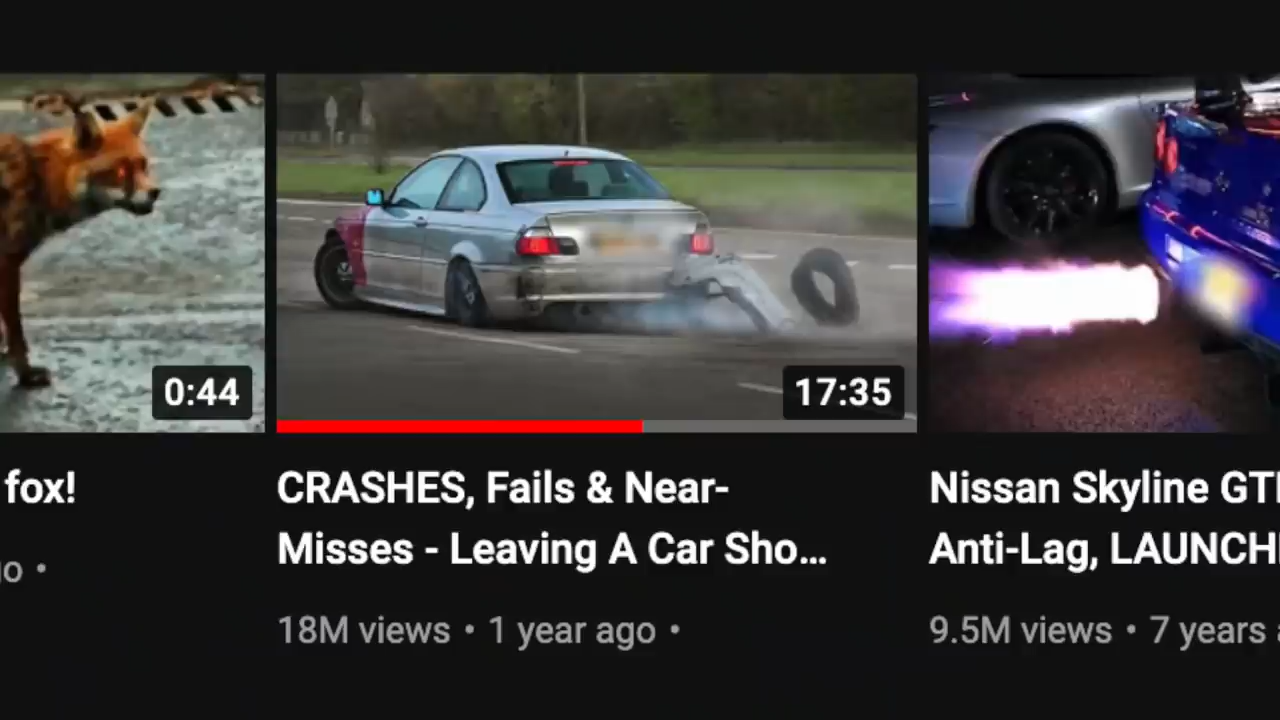 0:44
17:35
fox!
CRASHES, Fails & Near-
Misses - Leaving A Car Sho...
18M views • 1 year ago •
Nissan Skyline GT
Anti-Lag, LAUNCH
9.5M views • 7 years